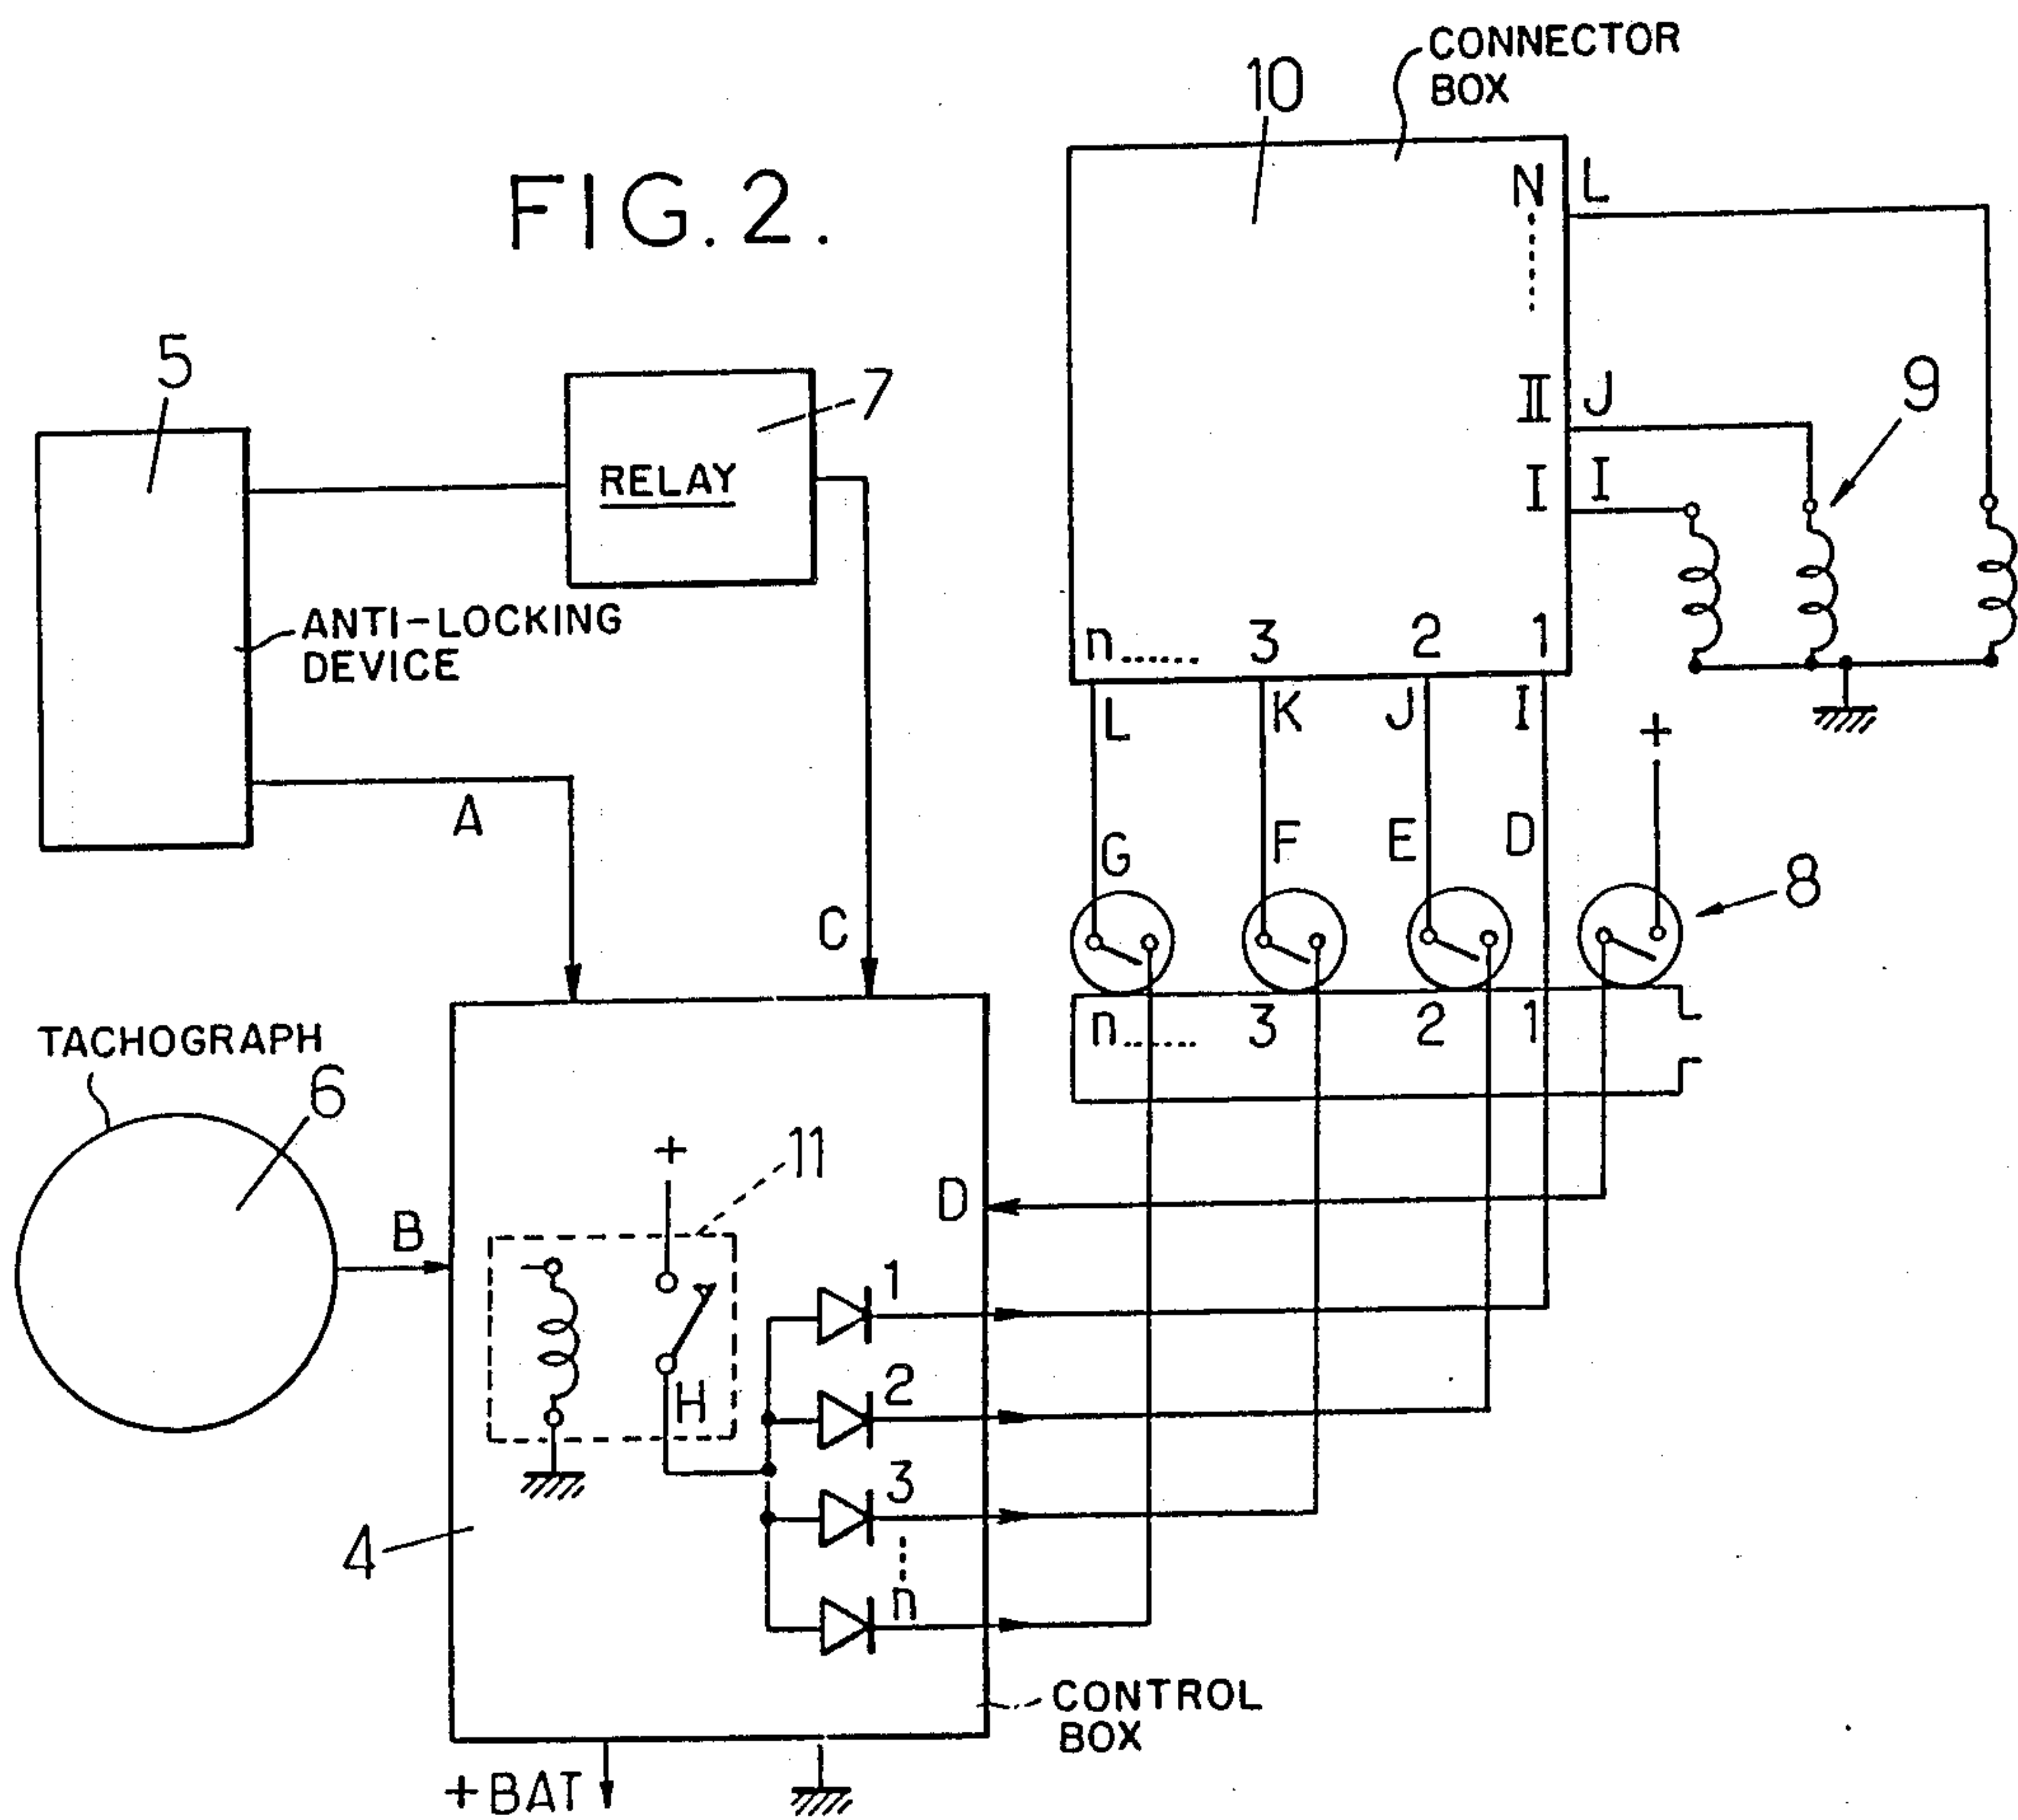 FIG. 2.
CONNECTOR
BOX
10
N L
II J
I I
9
n...... 3 2 1
L K J I
+
G F E D
8
n...... 3 2 1
5
7
RELAY
ANTI-LOCKING
DEVICE
A
C
TACHOGRAPH
6
B
+
11
D
H
1
2
3
n
4
CONTROL
BOX
+BAT